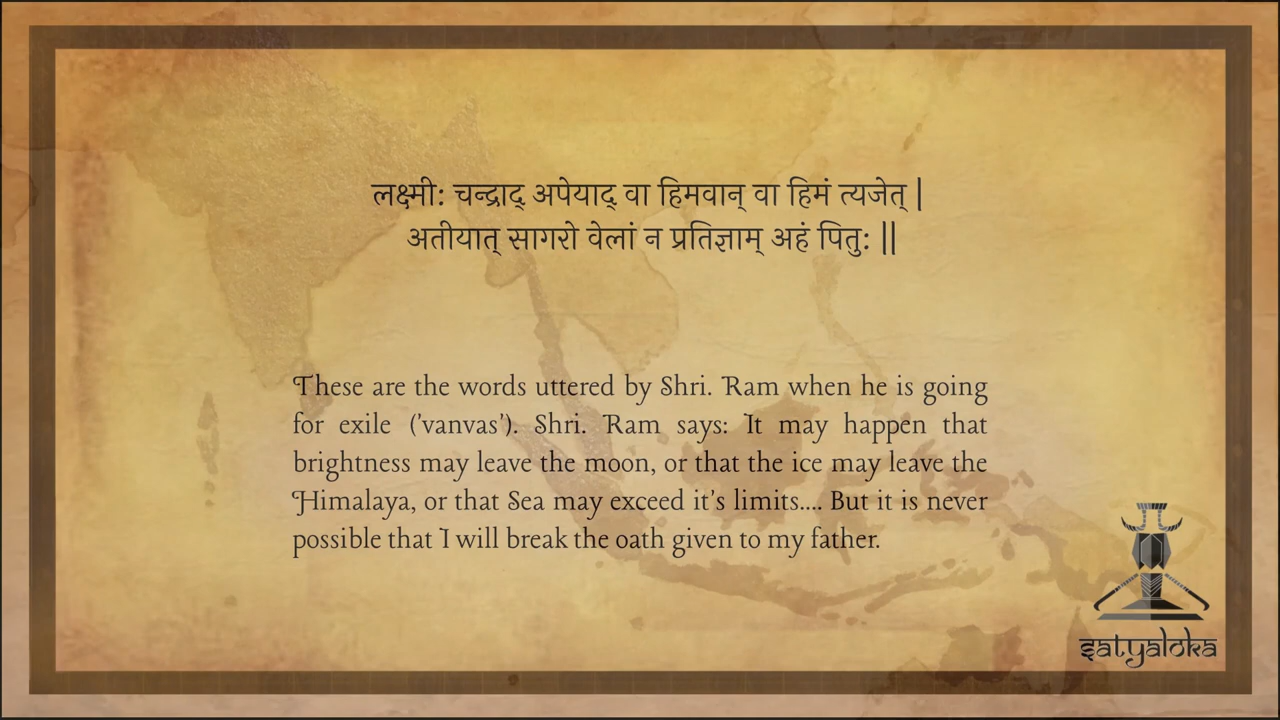 लक्ष्मी: चन्द्राद् अपेयाद् वा हिमवान् वा हिमं त्यजेत् |
अतीयात् सागरो वेलां न प्रतिज्ञाम् अहं पितु: ||
These are the words uttered by Shri. Ram when he is going
for exile ('vanvas'). Shri. Ram says: It may happen that
brightness may leave the moon, or that the ice may leave the
Himalaya, or that Sea may exceed it's limits.... But it is never
possible that I will break the oath given to my father.
satyaloka